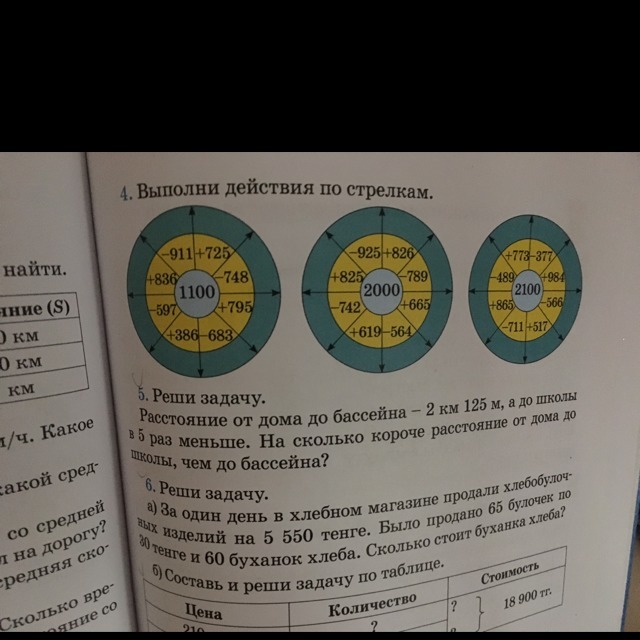 найти.
яние (S)
0 км
0 км
км
м/ч. Какое
какой сред-
со средней
л на дорогу?
средняя ско-
Сколько вре-
ояние со
4. Выполни действия по стрелкам.
−911 +725
+836 −748
1100
−597 +795
+386 −683
−925 +826
+825 −789
2000
−742 +665
+619 −564
+773 −377
−489 +984
2100
+865 −566
−711 +517
5. Реши задачу.
Расстояние от дома до бассейна – 2 км 125 м, а до школы
в 5 раз меньше. На сколько короче расстояние от дома до
школы, чем до бассейна?
6. Реши задачу.
а) За один день в хлебном магазине продали хлебобулоч-
ных изделий на 5 550 тенге. Было продано 65 булочек по
30 тенге и 60 буханок хлеба. Сколько стоит буханка хлеба?
б) Составь и реши задачу по таблице.
Цена Количество Стоимость
? ? 18 900 тг.